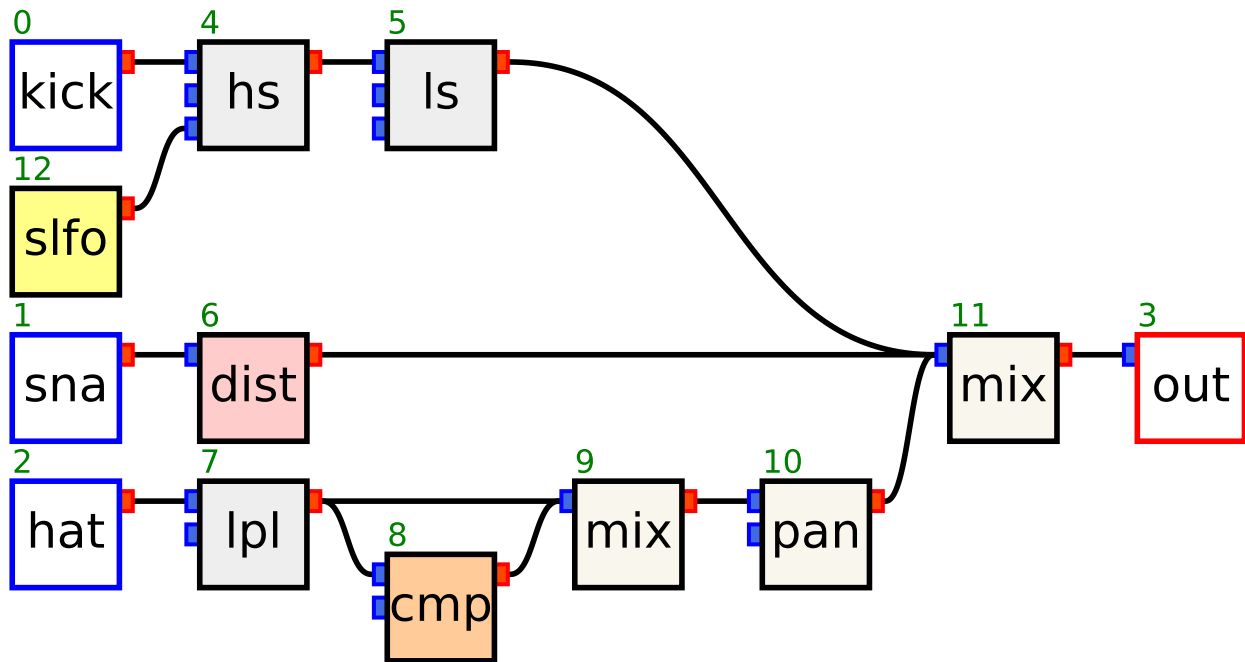 0 4 5
kick hs ls
12
slfo
1 6 11 3
sna dist mix out
2 7 9 10
hat lpl mix pan
8
cmp